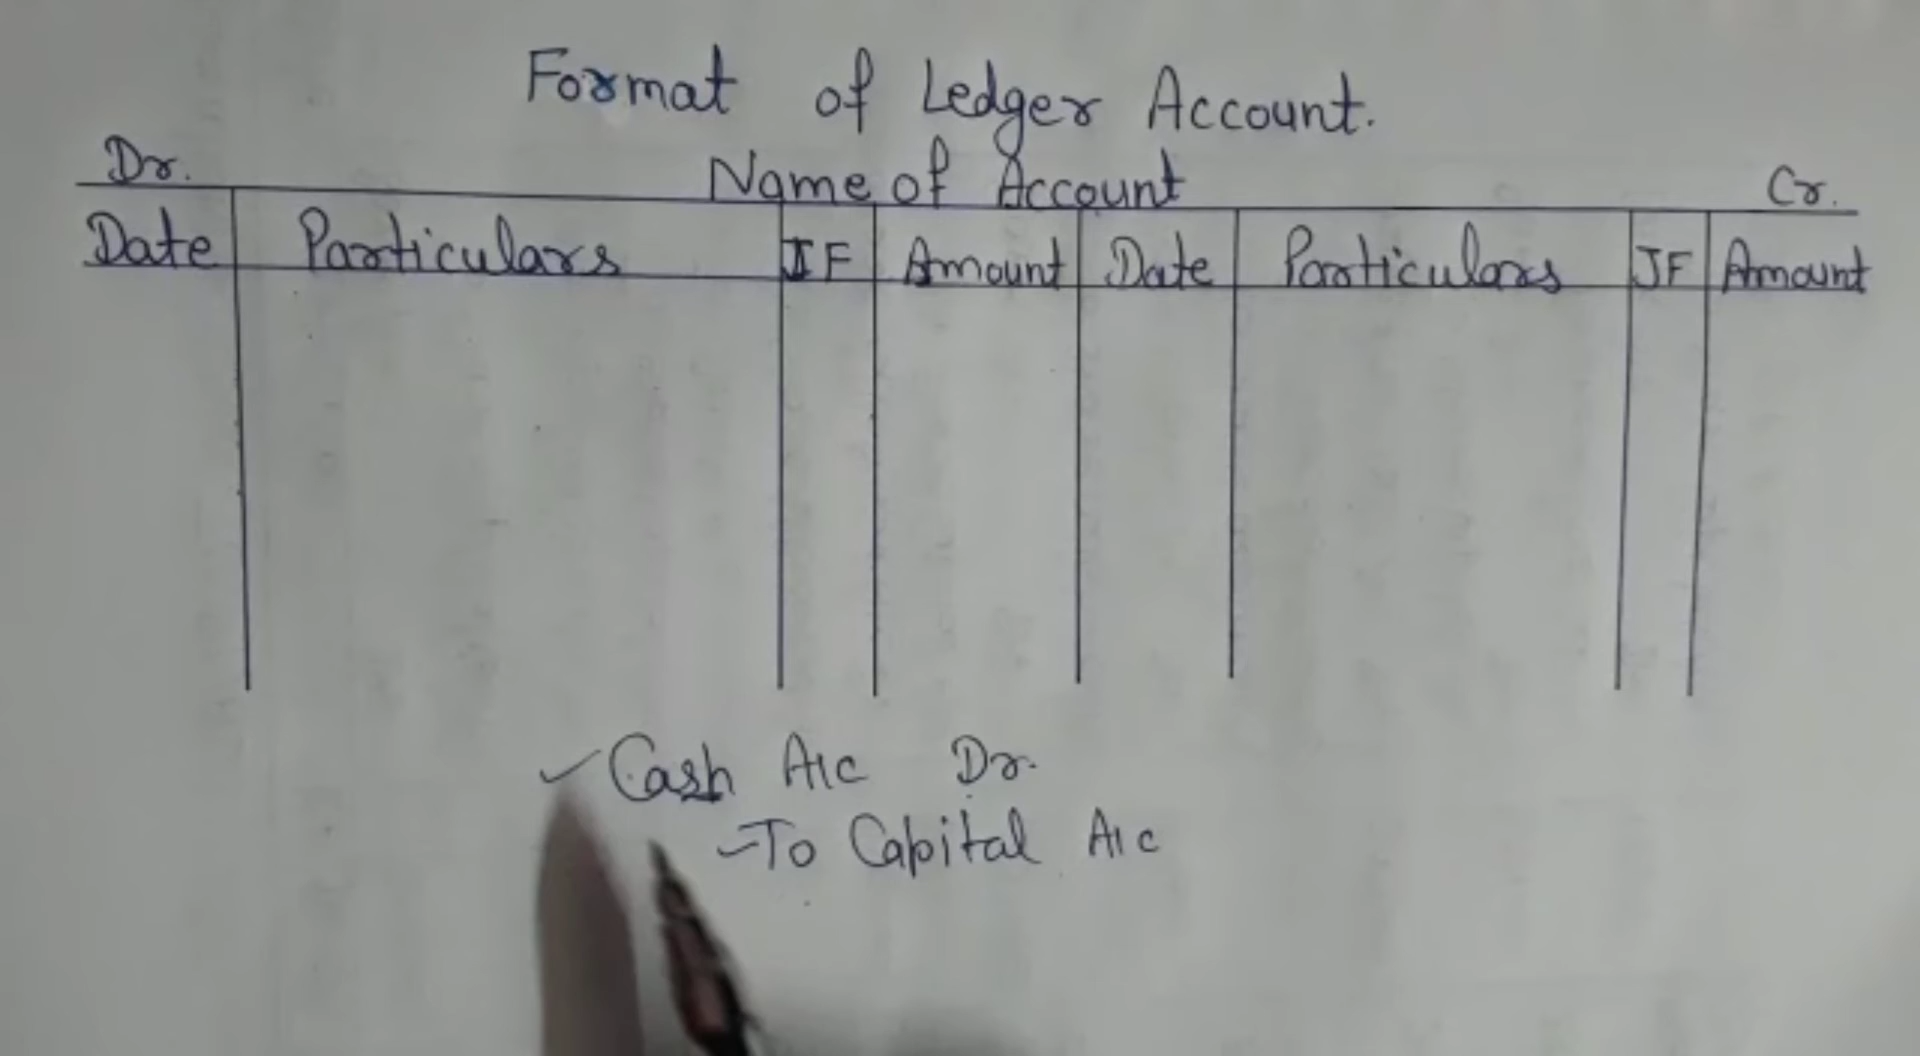 Format of Ledger Account.
Dr. Name of Account Cr.
Date Particulars JF Amount Date Particulars JF Amount
Cash A/c Dr.
To Capital A/c